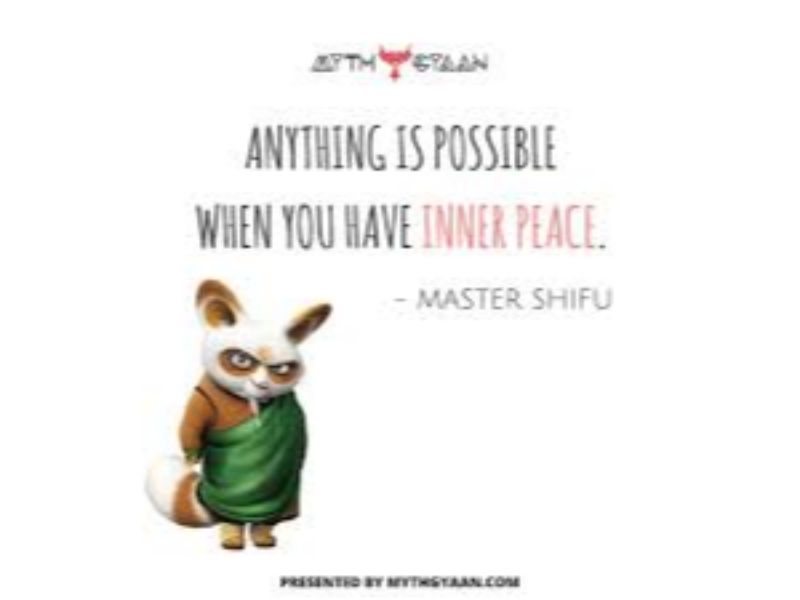 MYTH GYAAN
ANYTHING IS POSSIBLE
WHEN YOU HAVE INNER PEACE.
- MASTER SHIFU
PRESENTED BY MYTHGYAAN.COM